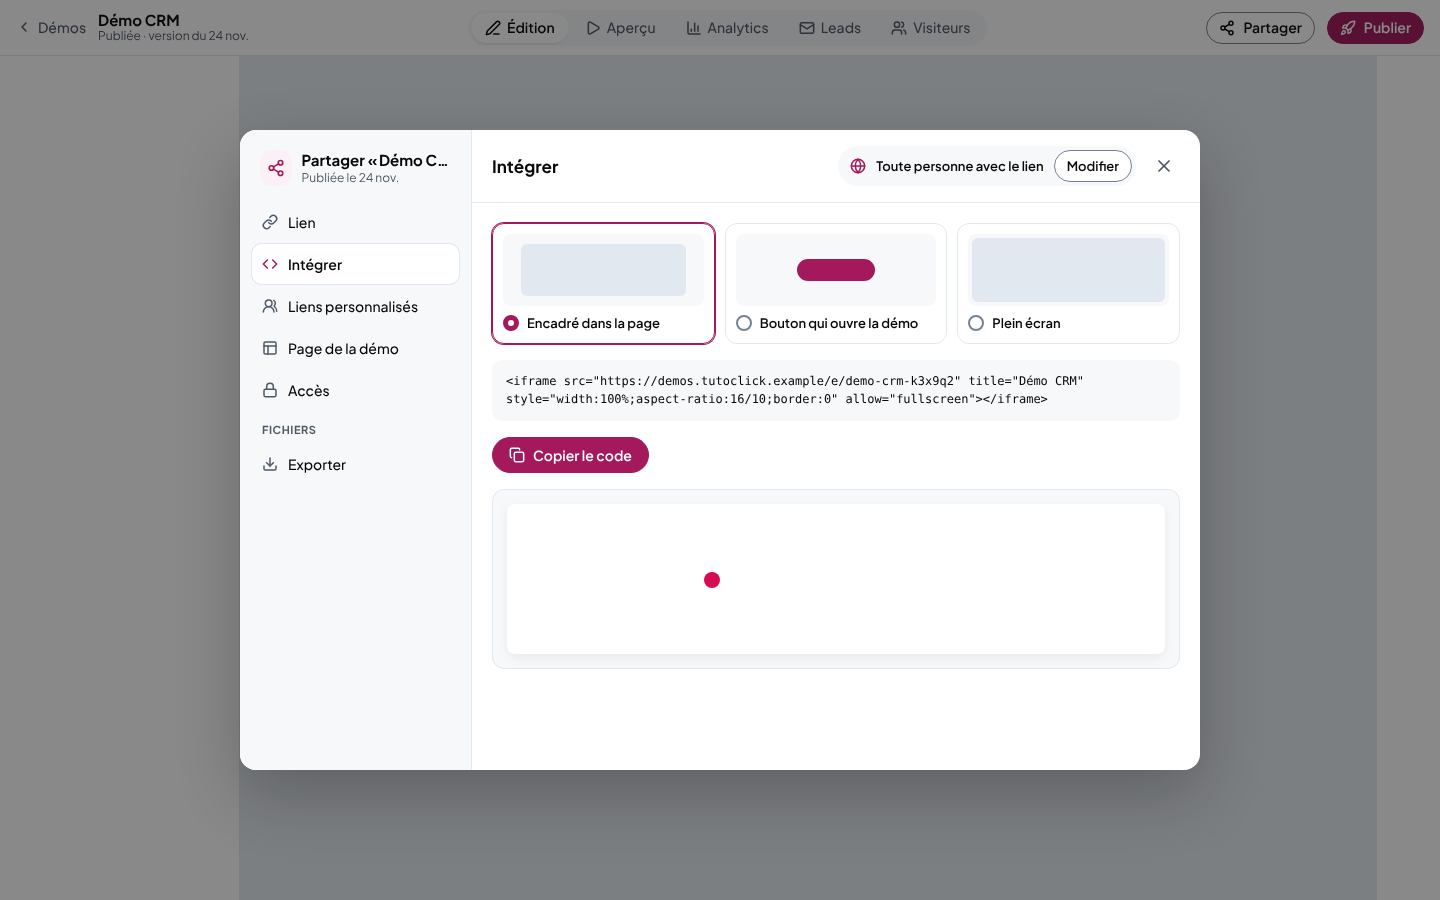 Démos
Démo CRM
Publiée · version du 24 nov.
Édition
Aperçu
Analytics
Leads
Visiteurs
Partager
Publier
Partager « Démo C...
Publiée le 24 nov.
Lien
Intégrer
Liens personnalisés
Page de la démo
Accès
FICHIERS
Exporter
Intégrer
Toute personne avec le lien
Modifier
Encadré dans la page
Bouton qui ouvre la démo
Plein écran
<iframe src="https://demos.tutoclick.example/e/demo-crm-k3x9q2" title="Démo CRM"
style="width:100%;aspect-ratio:16/10;border:0" allow="fullscreen"></iframe>
Copier le code